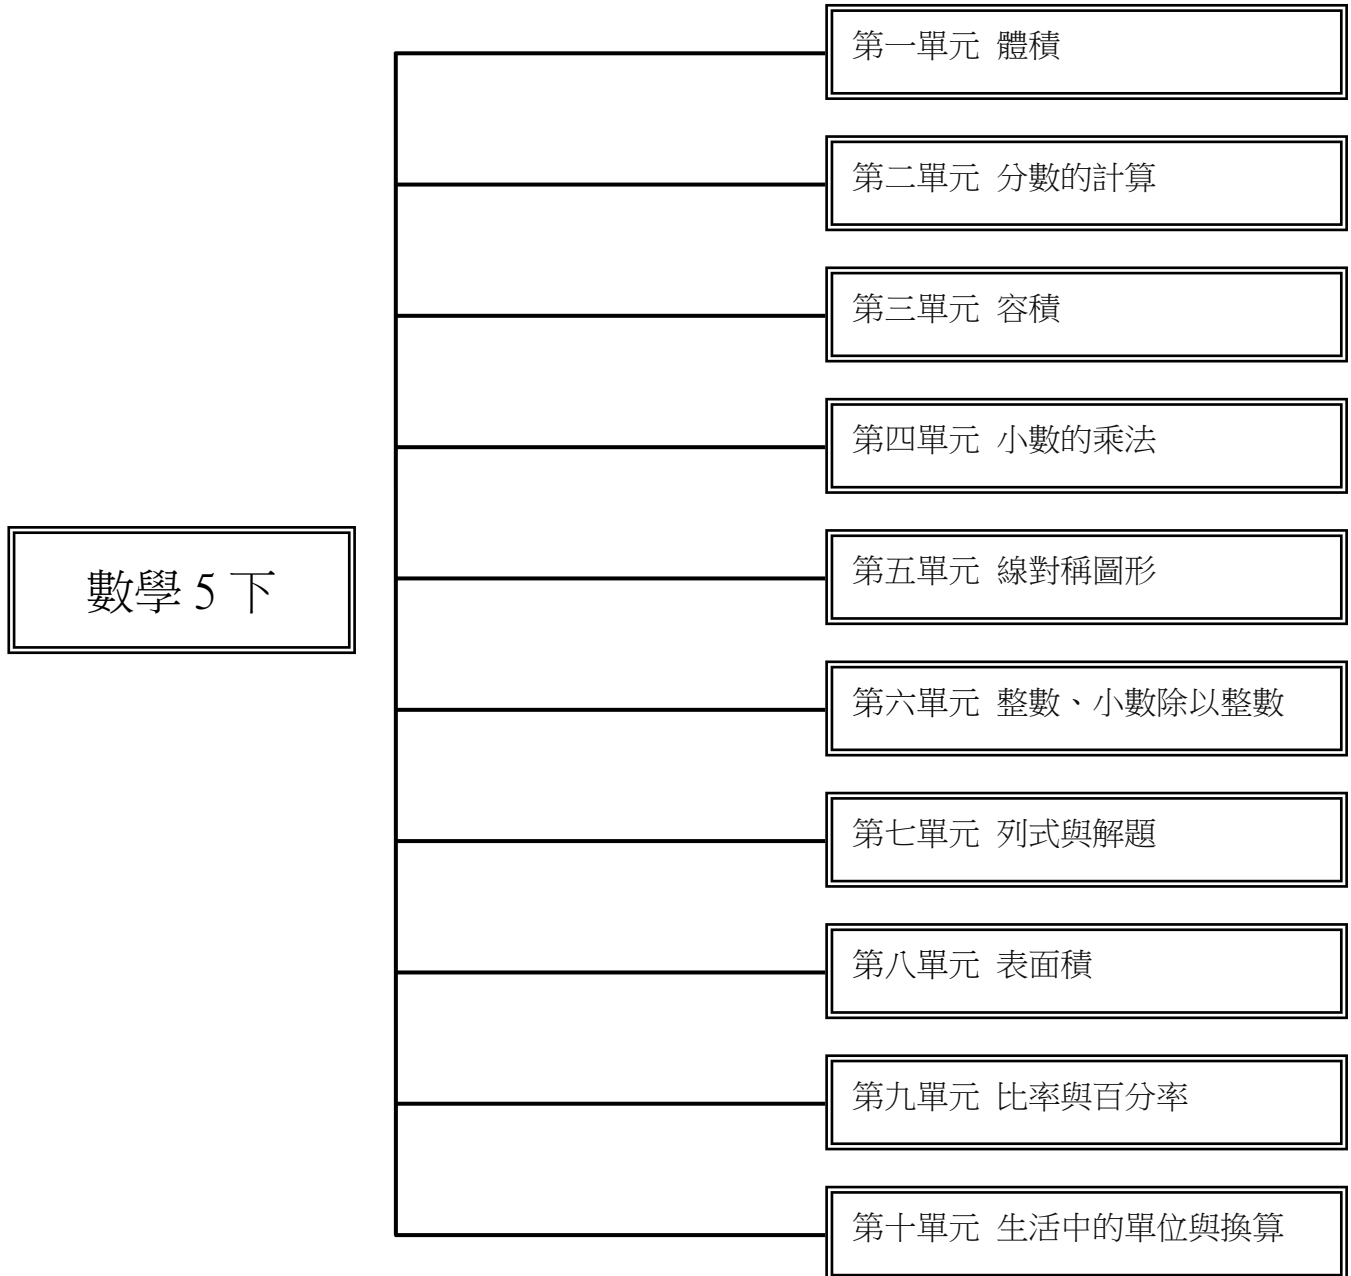 第一單元 體積
第二單元 分數的計算
第三單元 容積
第四單元 小數的乘法
第五單元 線對稱圖形
數學 5 下
第六單元 整數、小數除以整數
第七單元 列式與解題
第八單元 表面積
第九單元 比率與百分率
第十單元 生活中的單位與換算